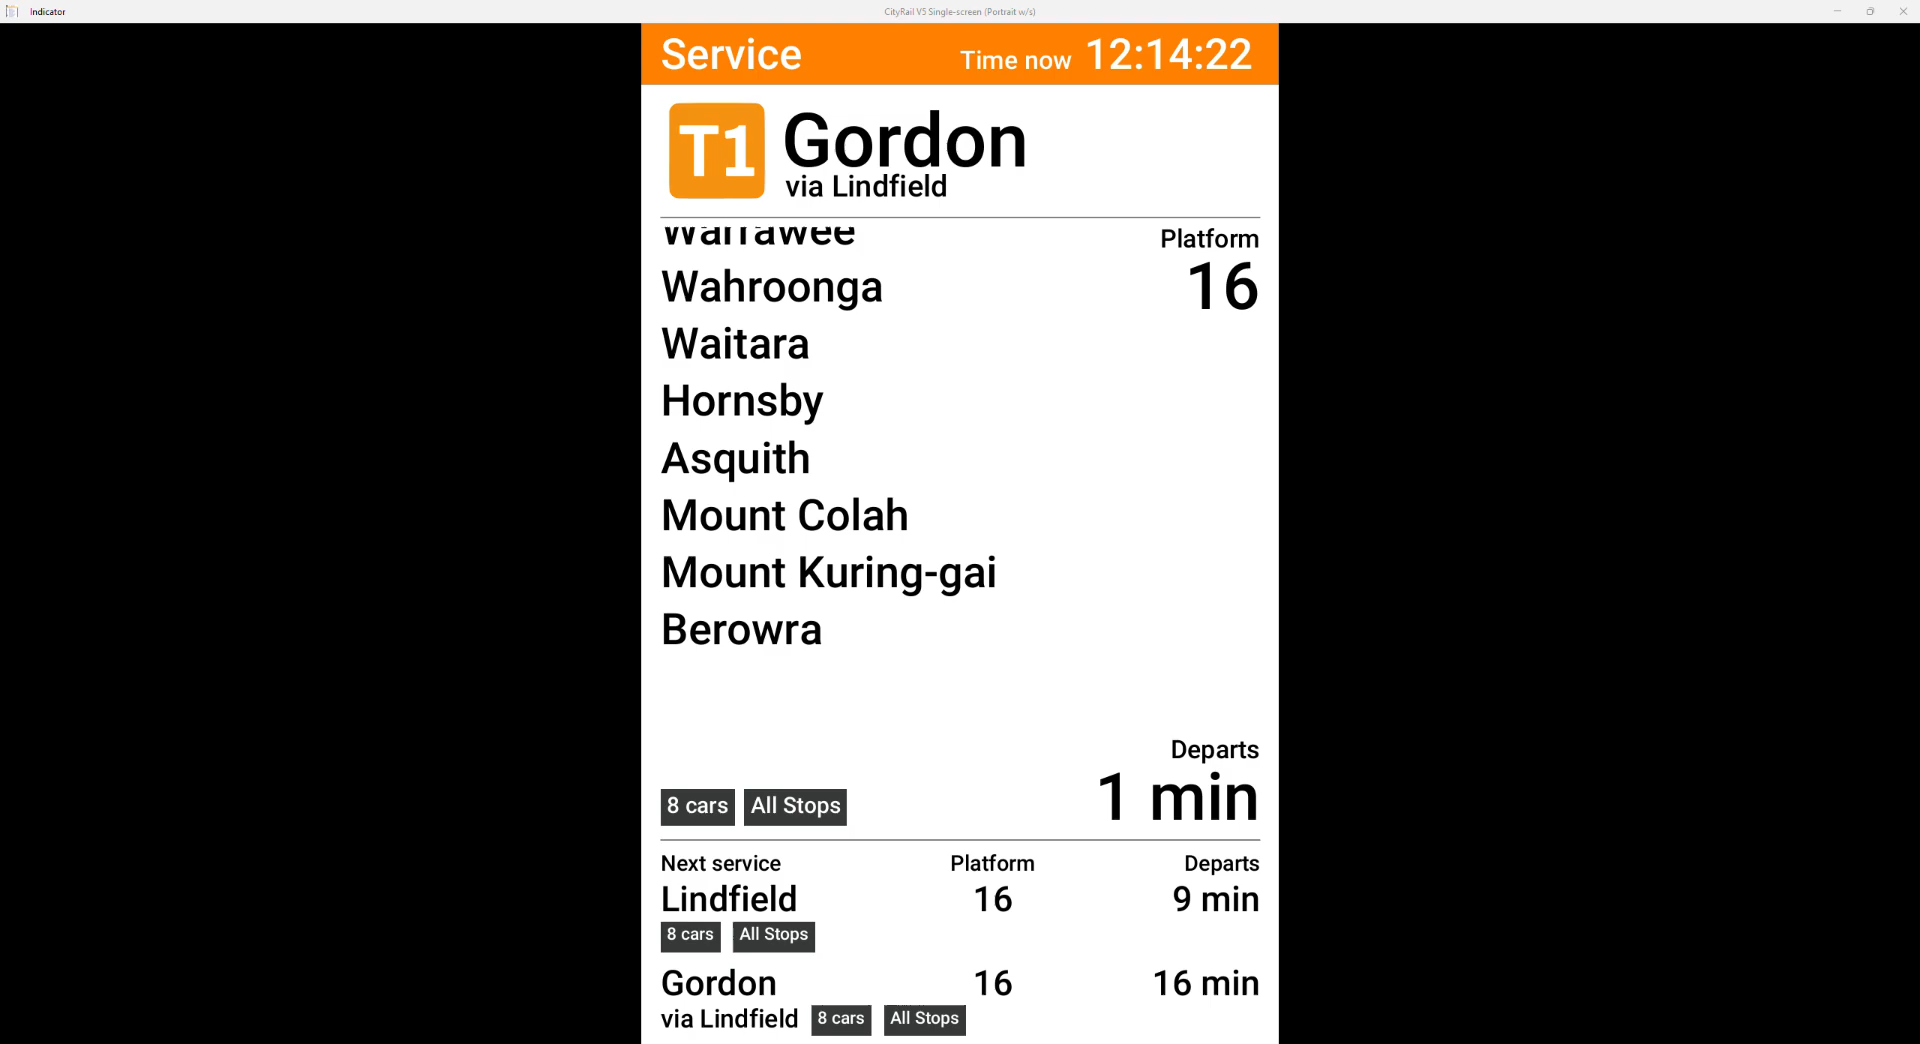 Indicator
CityRail V5 Single-screen (Portrait w/s)
Service
Time now 12:14:22
T1
Gordon
via Lindfield
Warrawee
Platform
Wahroonga
16
Waitara
Hornsby
Asquith
Mount Colah
Mount Kuring-gai
Berowra
Departs
1 min
8 cars All Stops
Next service Platform Departs
Lindfield 16 9 min
8 cars All Stops
Gordon 16 16 min
via Lindfield 8 cars All Stops